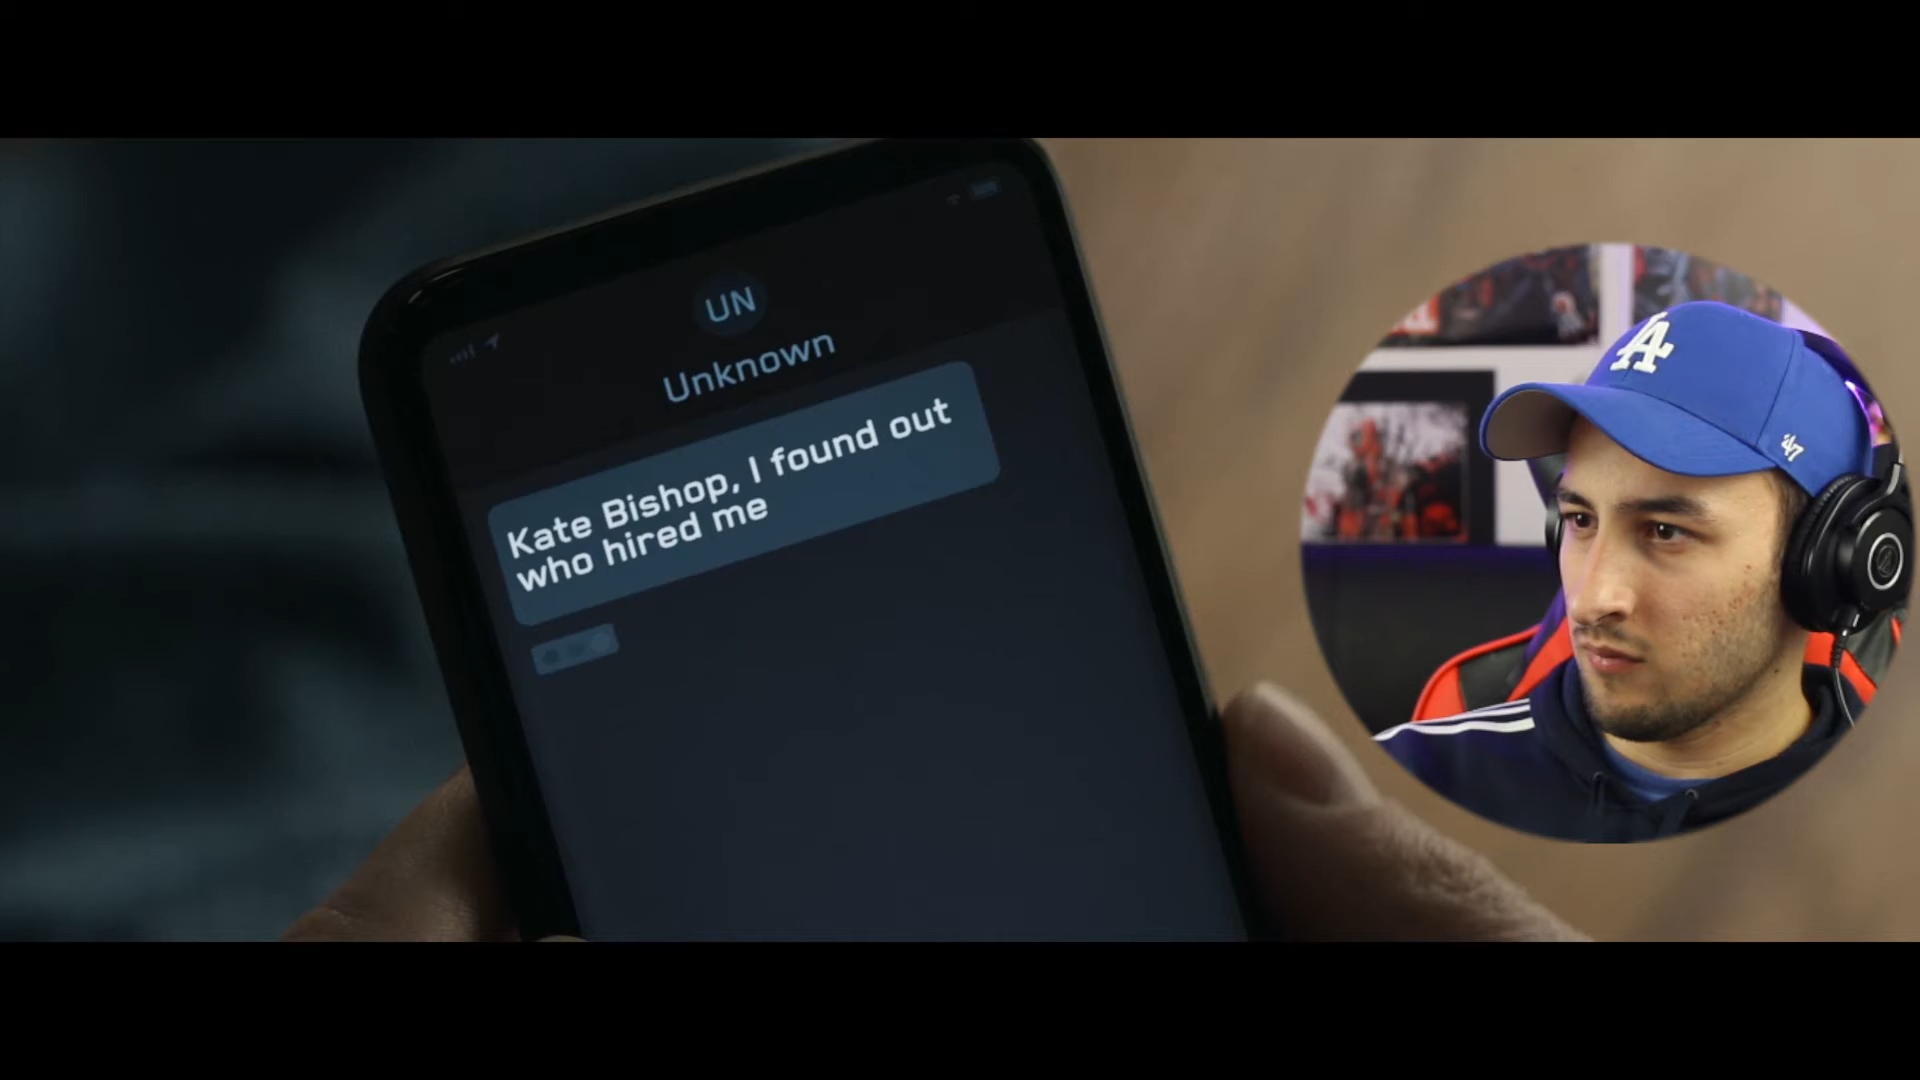 UN
Unknown
Kate Bishop, I found out
who hired me
LA
'47